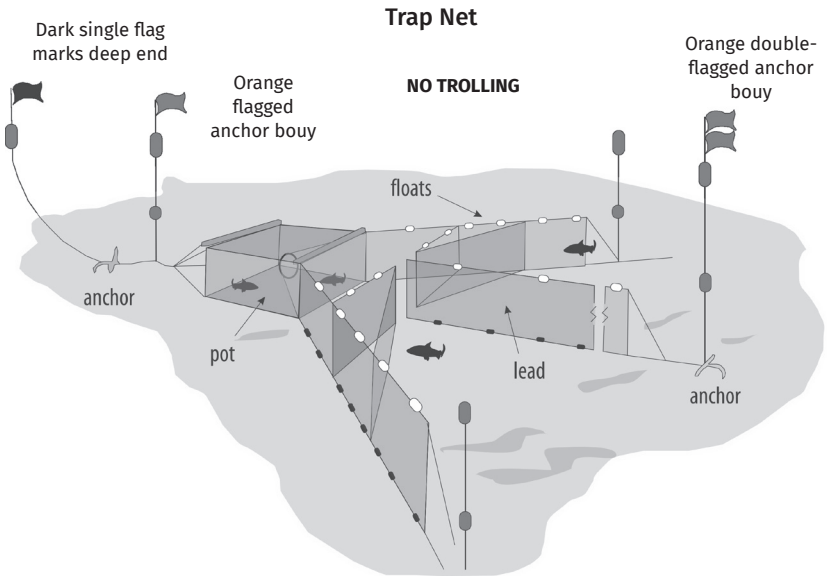 Trap Net
Dark single flag
marks deep end
Orange
flagged
anchor bouy
NO TROLLING
Orange double-
flagged anchor
bouy
floats
anchor
pot
lead
anchor